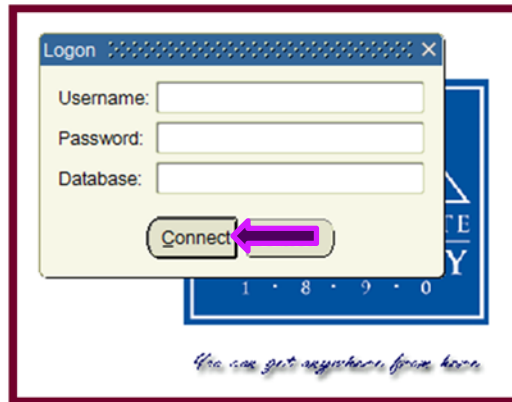 Logon
Username:
Password:
Database:
Connect
TE
Y
1 · 8 · 9 · 0
You can get anywhere from here